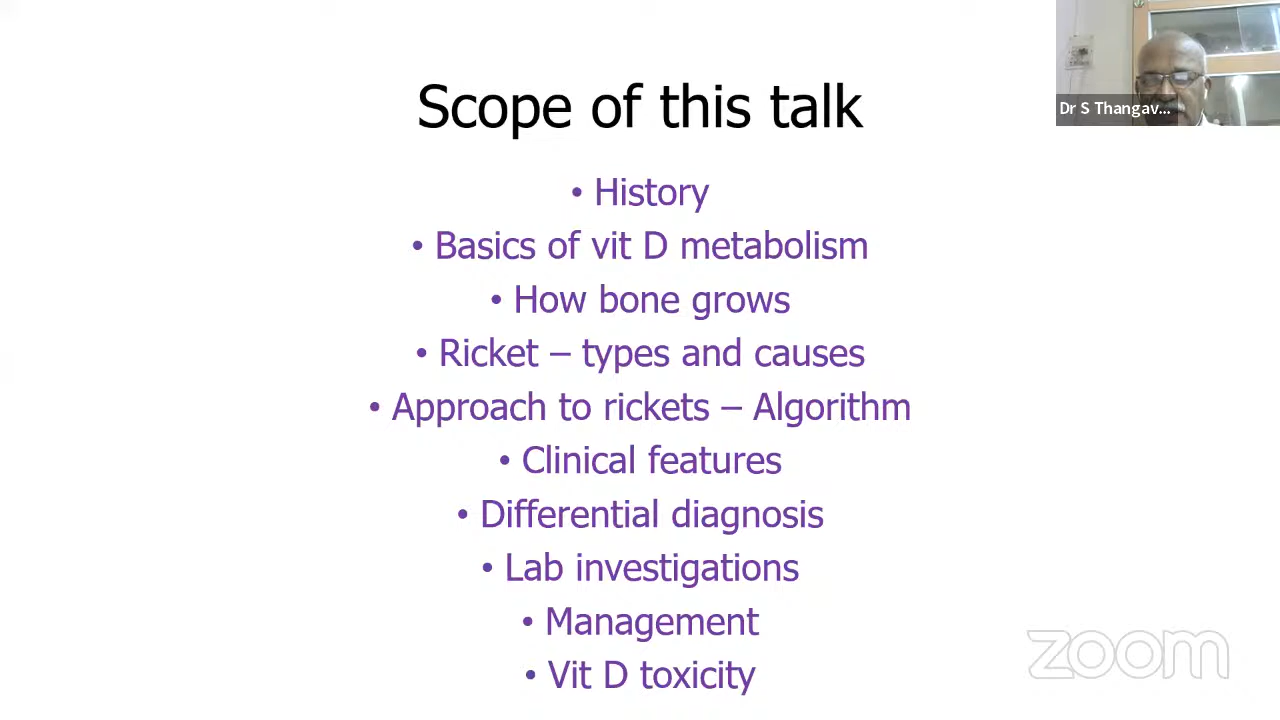 Scope of this talk
Dr S Thangav...
• History
• Basics of vit D metabolism
• How bone grows
• Ricket – types and causes
• Approach to rickets – Algorithm
• Clinical features
• Differential diagnosis
• Lab investigations
• Management
• Vit D toxicity
zoom